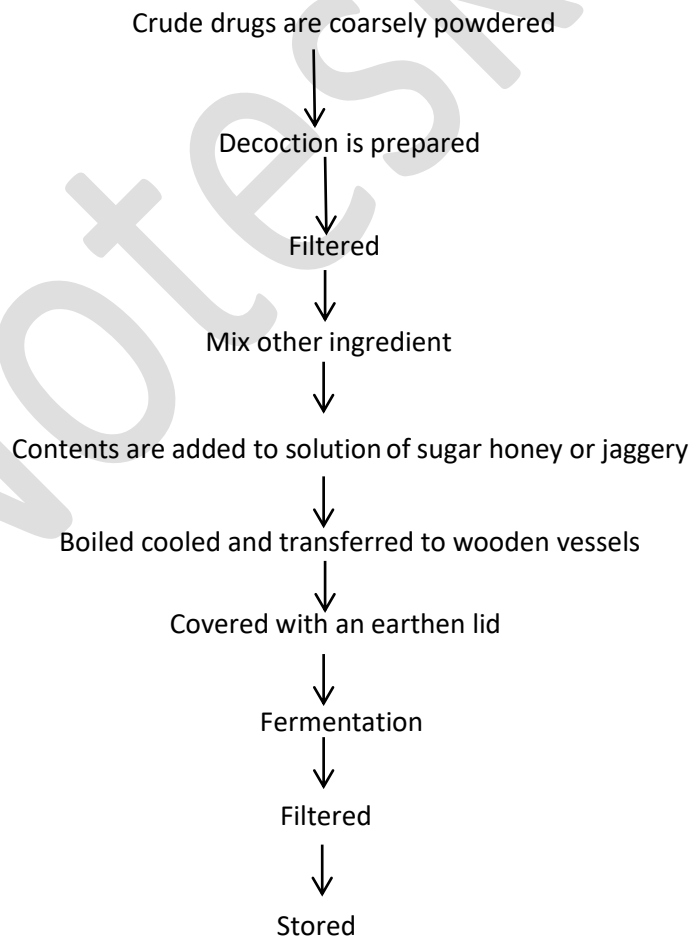 Crude drugs are coarsely powdered
Decoction is prepared
Filtered
Mix other ingredient
Contents are added to solution of sugar honey or jaggery
Boiled cooled and transferred to wooden vessels
Covered with an earthen lid
Fermentation
Filtered
Stored